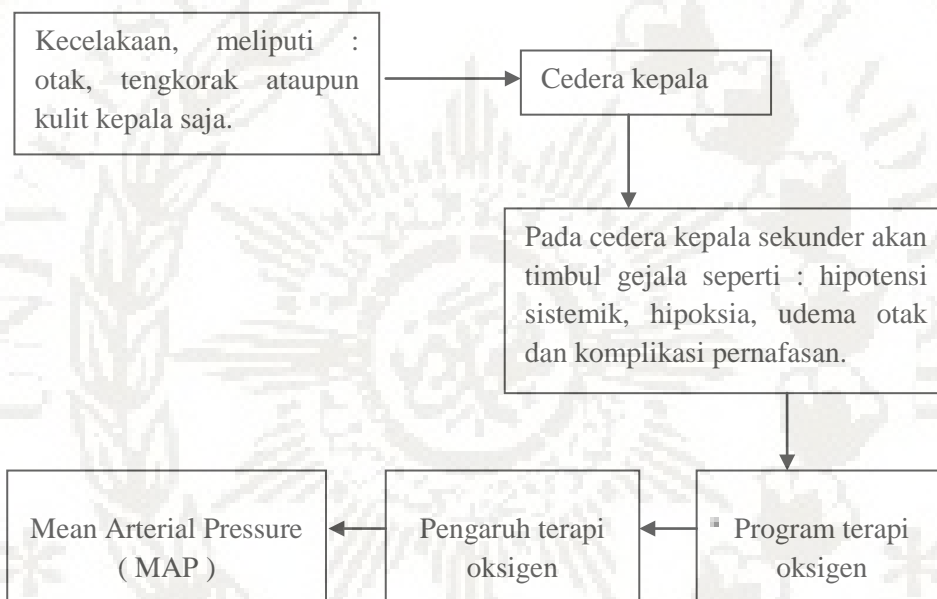 Kecelakaan, meliputi :
otak, tengkorak ataupun
kulit kepala saja.
Cedera kepala
Pada cedera kepala sekunder akan
timbul gejala seperti : hipotensi
sistemik, hipoksia, udema otak
dan komplikasi pernafasan.
Mean Arterial Pressure
( MAP )
Pengaruh terapi
oksigen
Program terapi
oksigen